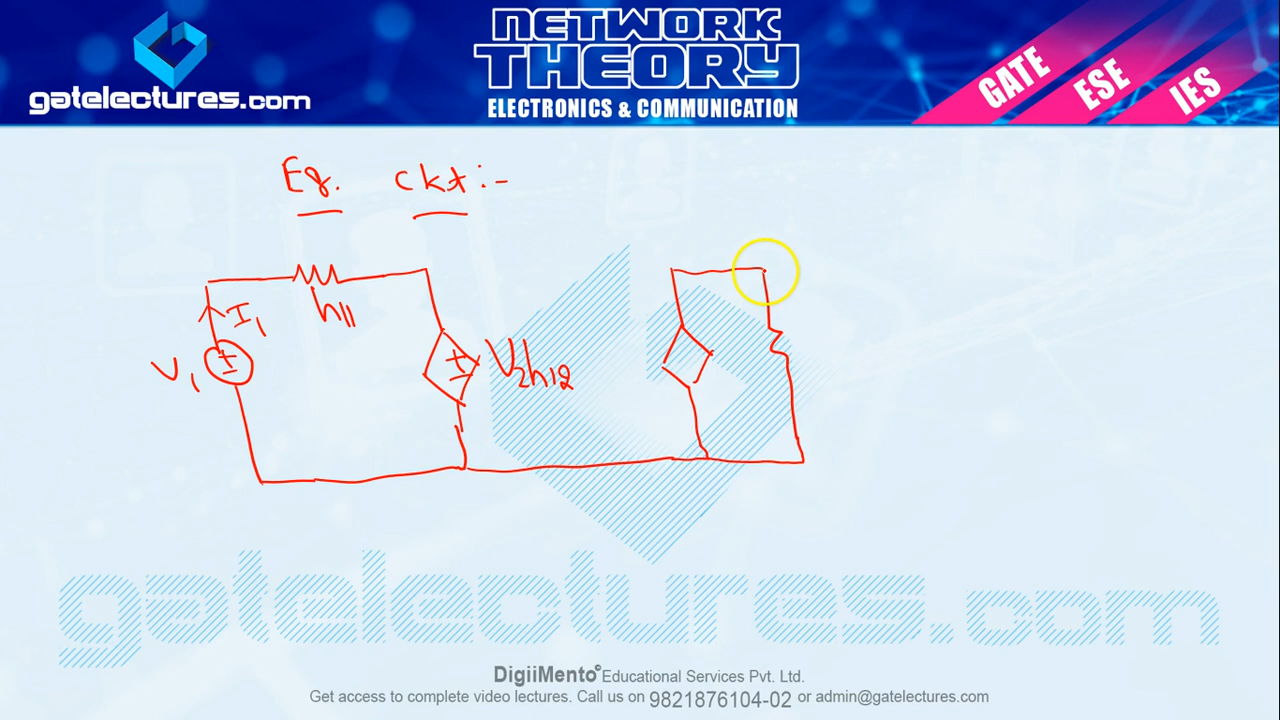 gatelectures.com
NETWORK
THEORY
ELECTRONICS & COMMUNICATION
GATE
ESE
IES
Eq. ckt :-
I1
h11
V1
V2h12
gatelectures.com
DigiiMento© Educational Services Pvt. Ltd.
Get access to complete video lectures. Call us on 9821876104-02 or admin@gatelectures.com